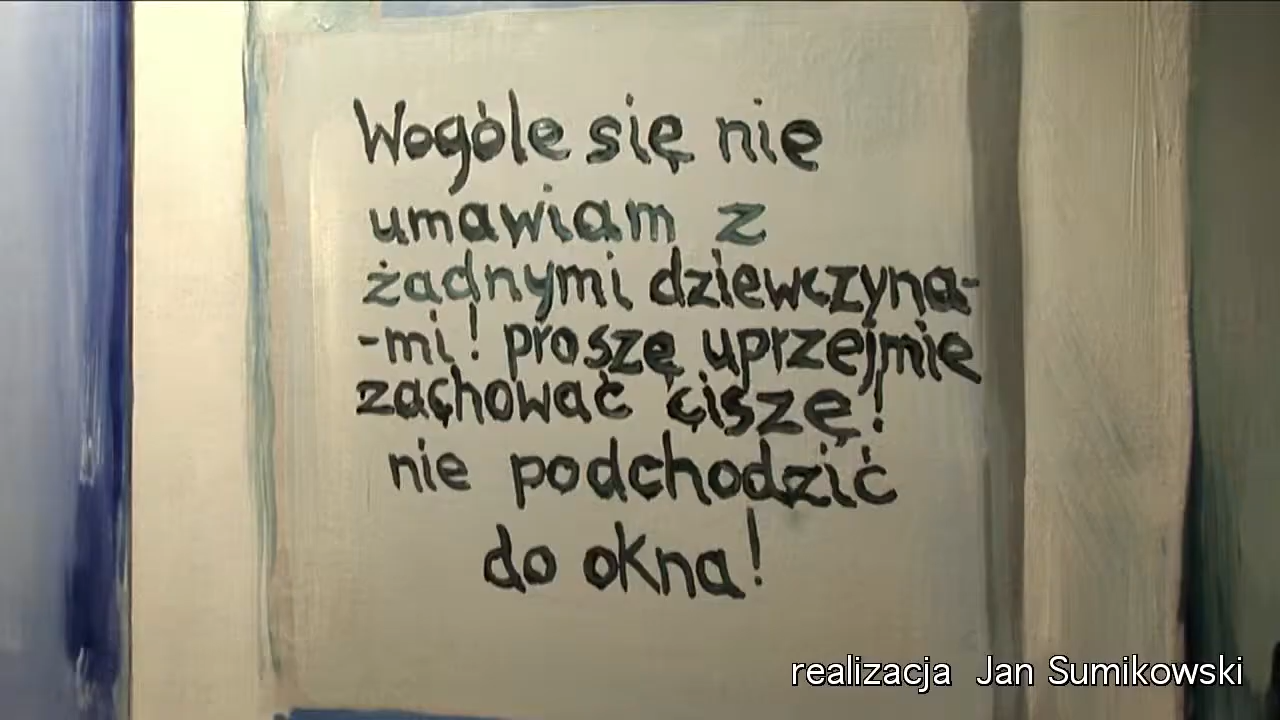 Wogóle się nie
umawiam z
żadnymi dziewczyna-
-mi! proszę uprzejmie
zachować ciszę!
nie podchodzić
do okna!
realizacja Jan Sumikowski